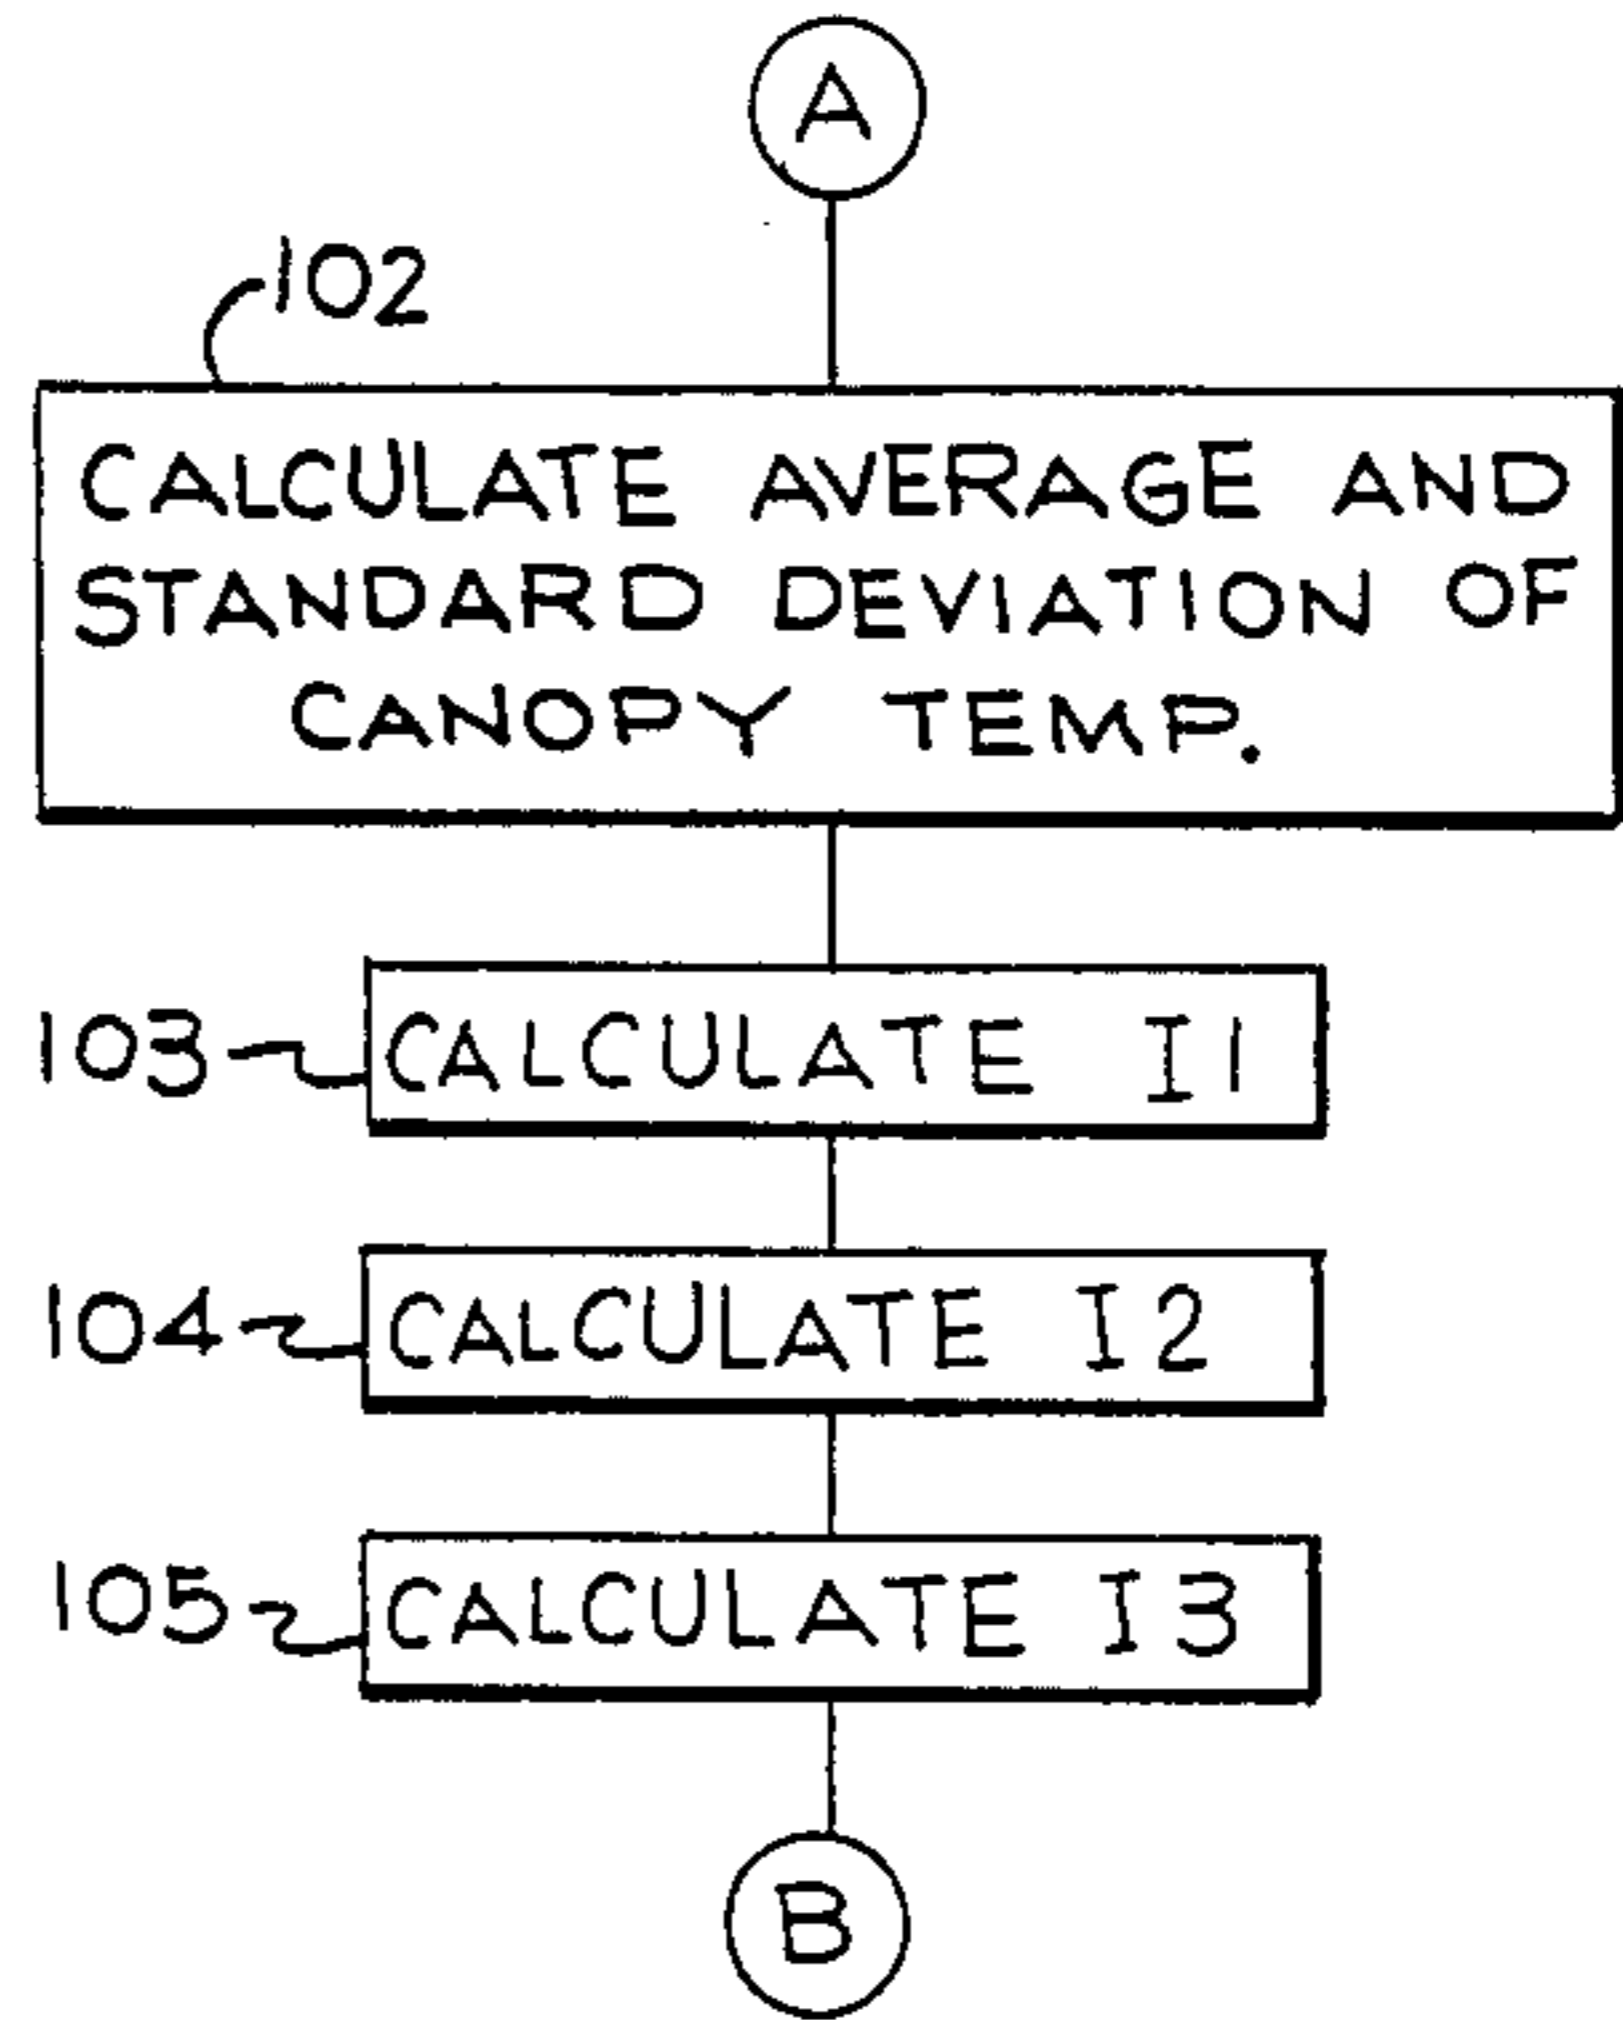 A
102
CALCULATE AVERAGE AND
STANDARD DEVIATION OF
CANOPY TEMP.
103 CALCULATE I1
104 CALCULATE I2
105 CALCULATE I3
B